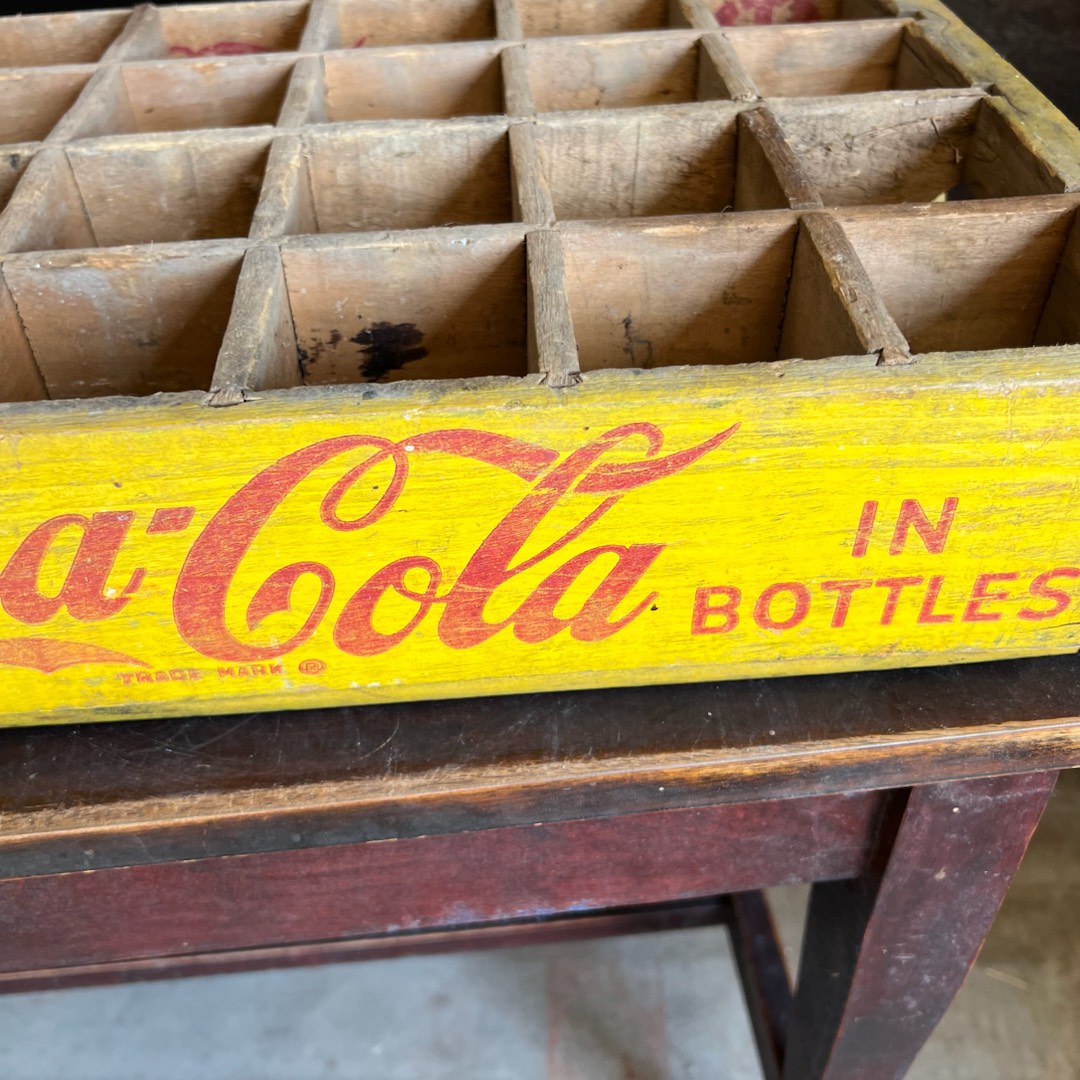 a-Cola
TRADE MARK ®
IN
BOTTLES